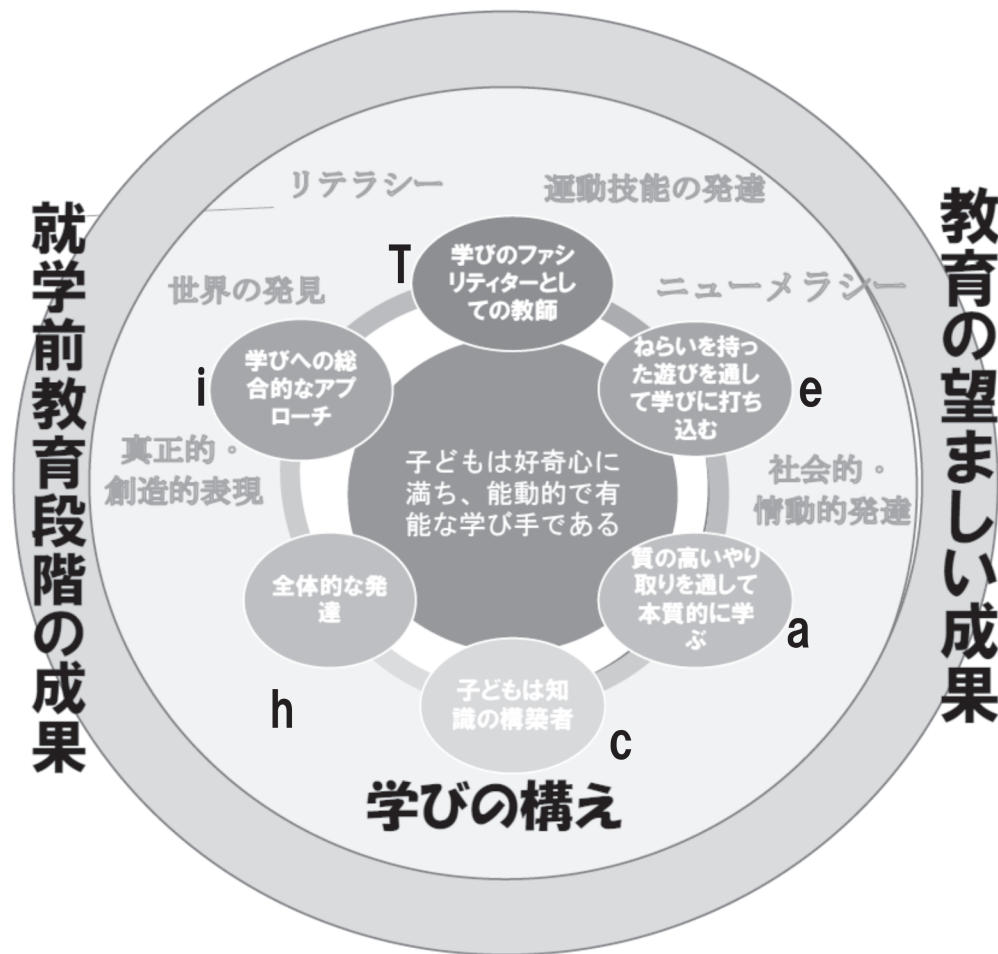 リテラシー
運動技能の発達
世界の発見
ニューメラシー
真正的・
創造的表現
社会的・
情動的発達
就学前教育段階の成果
教育の望ましい成果
T
学びのファシ
リティターとし
ての教師
i
学びへの総
合的なアプ
ローチ
ねらいを持っ
た遊びを通し
て学びに打ち
込む
e
子どもは好奇心に
満ち、能動的で有
能な学び手である
全体的な発
達
h
質の高いやり
取りを通して
本質的に学
ぶ
a
子どもは知
識の構築者
c
学びの構え